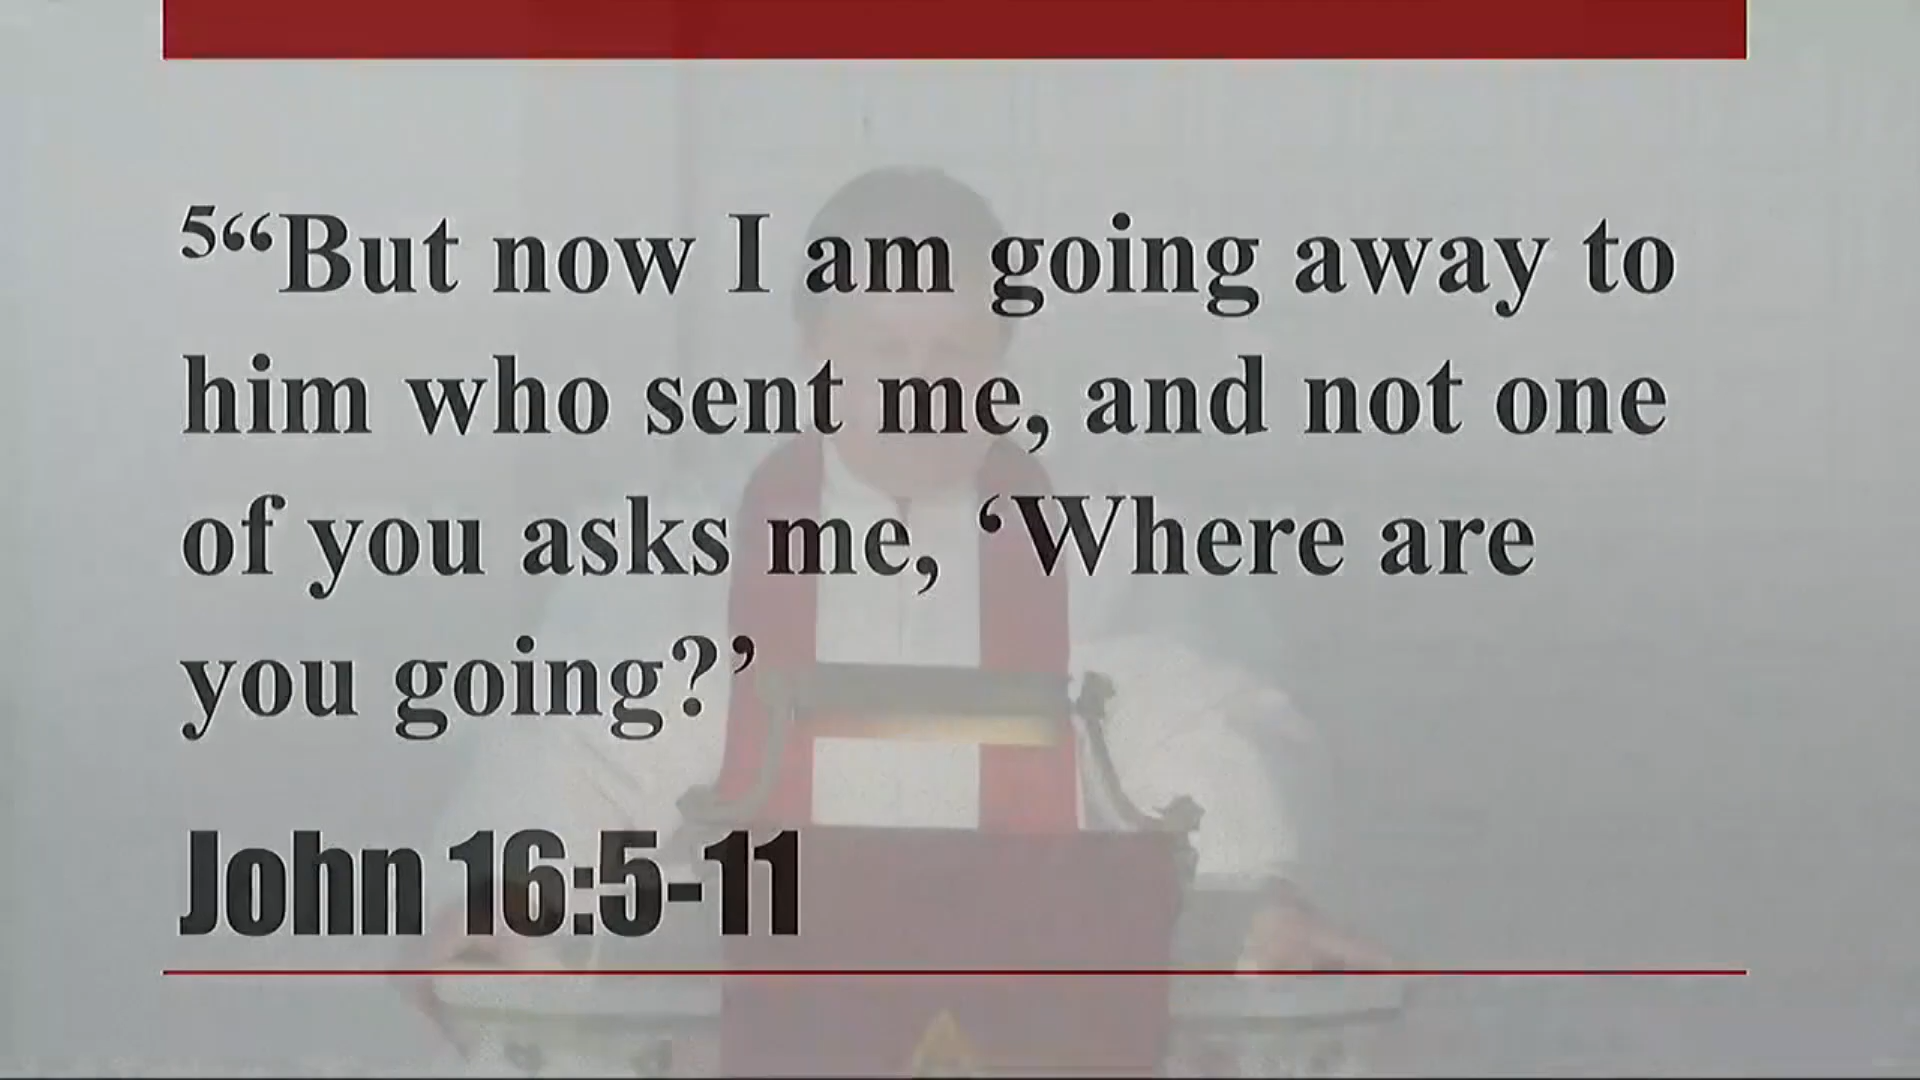 5“But now I am going away to
him who sent me, and not one
of you asks me, ‘Where are
you going?’
John 16:5-11